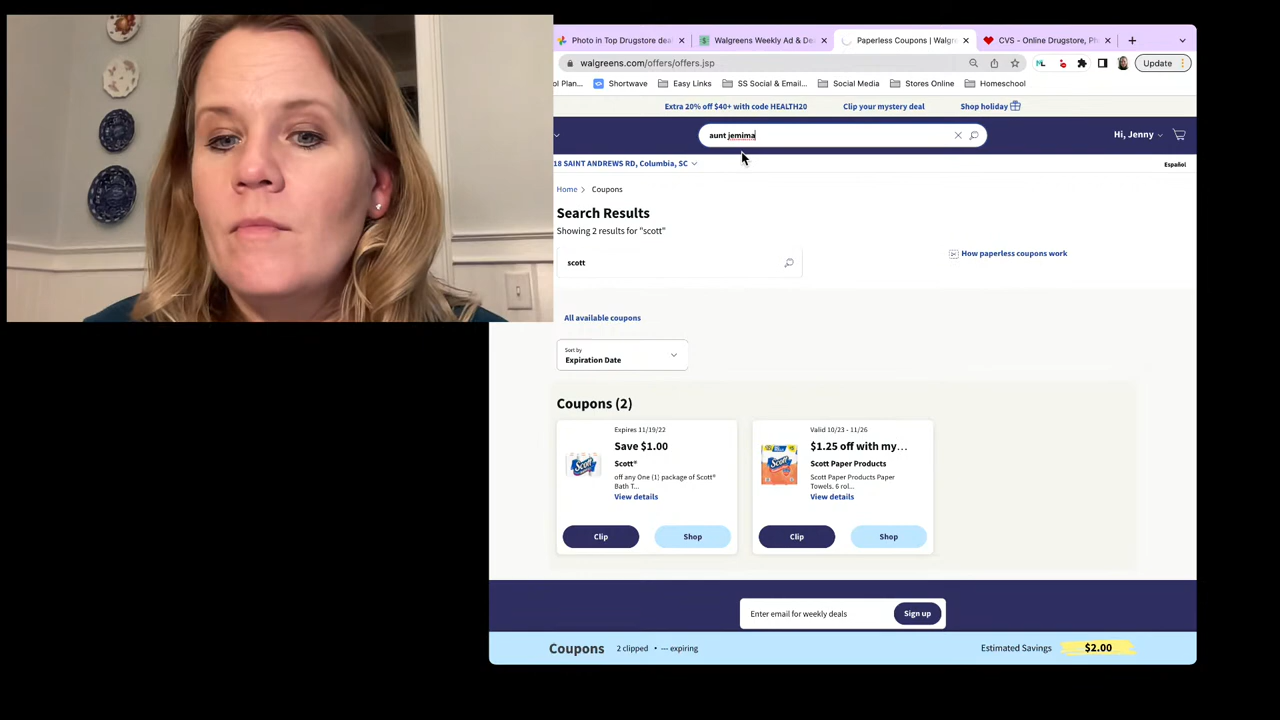 Photo in Top Drugstore dea
Walgreens Weekly Ad & De
Paperless Coupons | Walgre
CVS - Online Drugstore, Ph
walgreens.com/offers/offers.jsp
Update
ol Plan...
Shortwave
Easy Links
SS Social & Email...
Social Media
Stores Online
Homeschool
Extra 20% off $40+ with code HEALTH20
Clip your mystery deal
Shop holiday
aunt jemima
Hi, Jenny
18 SAINT ANDREWS RD, Columbia, SC
Español
Home
Coupons
Search Results
Showing 2 results for "scott"
scott
How paperless coupons work
All available coupons
Sort by
Expiration Date
Coupons (2)
Expires 11/19/22
Save $1.00
Scott®
off any One (1) package of Scott®
Bath T...
View details
Clip
Shop
Valid 10/23 - 11/26
$1.25 off with my...
Scott Paper Products
Scott Paper Products Paper
Towels. 6 rol...
View details
Clip
Shop
Enter email for weekly deals
Sign up
Coupons
2 clipped • --- expiring
Estimated Savings
$2.00